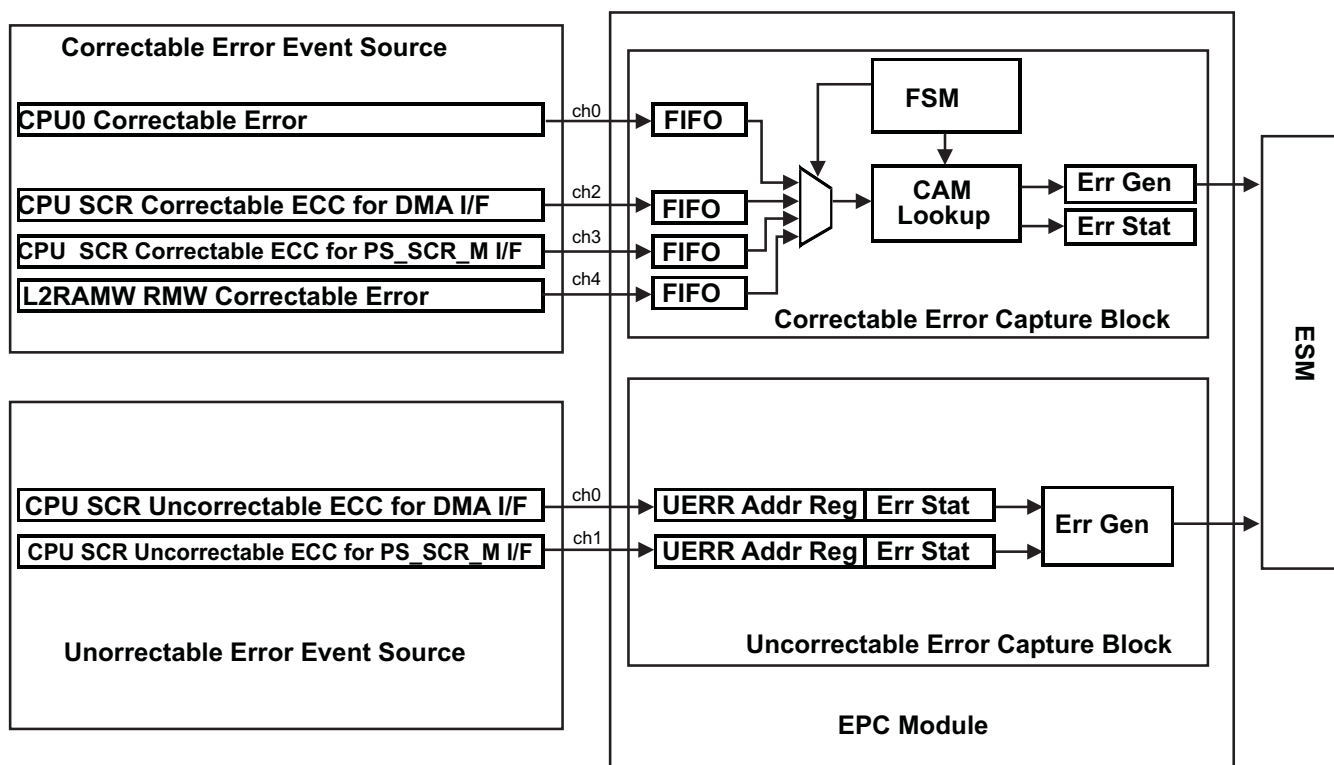 Correctable Error Event Source
CPU0 Correctable Error
ch0
FIFO
FSM
CPU SCR Correctable ECC for DMA I/F
ch2
FIFO
CPU SCR Correctable ECC for PS_SCR_M I/F
ch3
FIFO
L2RAMW RMW Correctable Error
ch4
FIFO
CAM
Lookup
Err Gen
Err Stat
Correctable Error Capture Block
ESM
CPU SCR Uncorrectable ECC for DMA I/F
ch0
UERR Addr Reg
Err Stat
CPU SCR Uncorrectable ECC for PS_SCR_M I/F
ch1
UERR Addr Reg
Err Stat
Err Gen
Unorrectable Error Event Source
Uncorrectable Error Capture Block
EPC Module